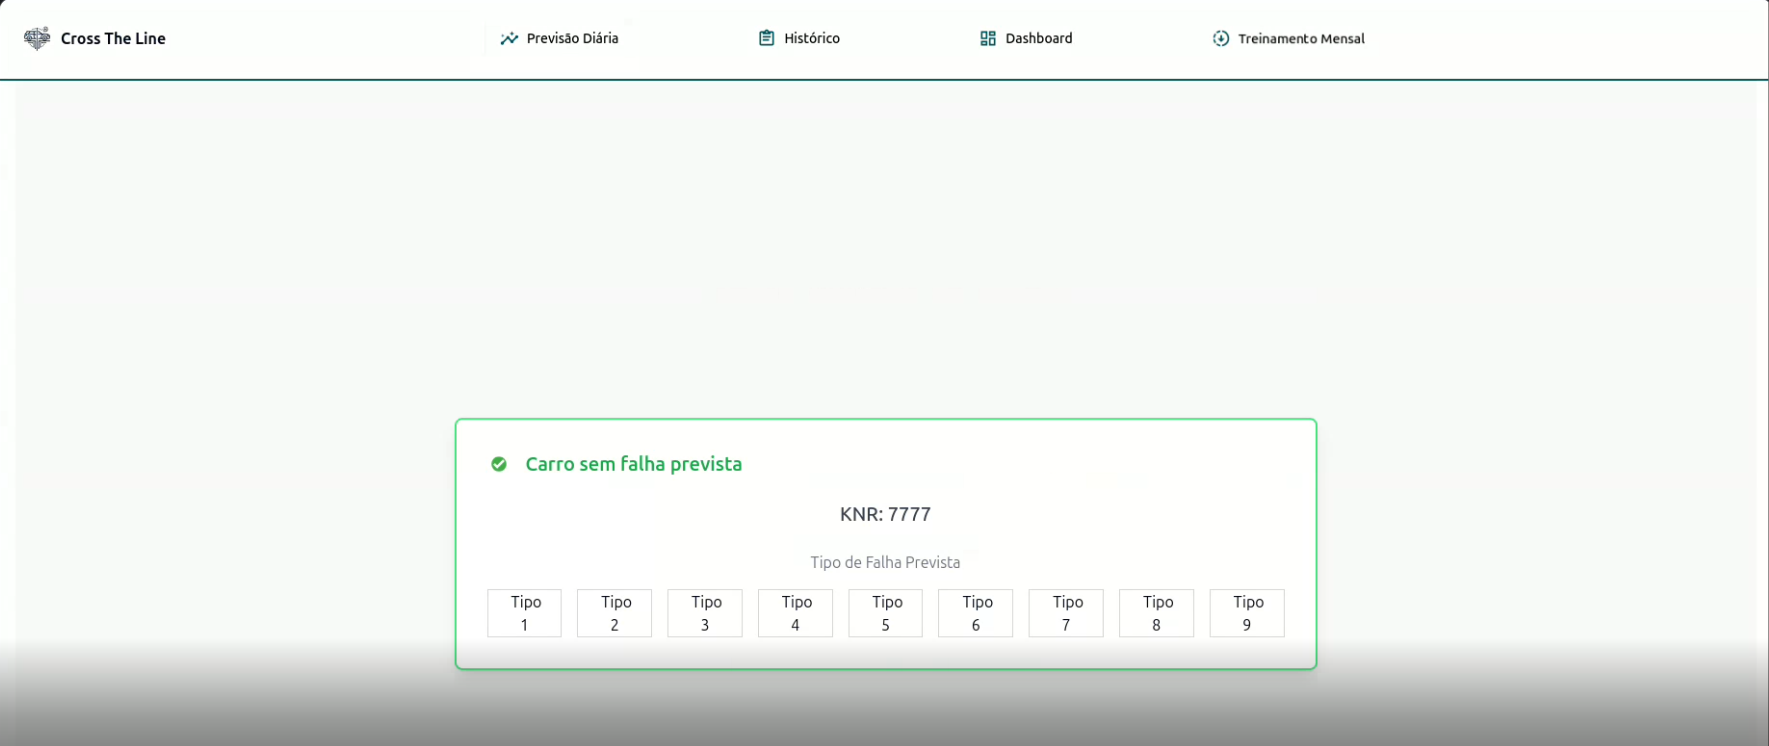 Cross The Line
Previsão Diária
Histórico
Dashboard
Treinamento Mensal
Carro sem falha prevista
KNR: 7777
Tipo de Falha Prevista
Tipo 1
Tipo 2
Tipo 3
Tipo 4
Tipo 5
Tipo 6
Tipo 7
Tipo 8
Tipo 9